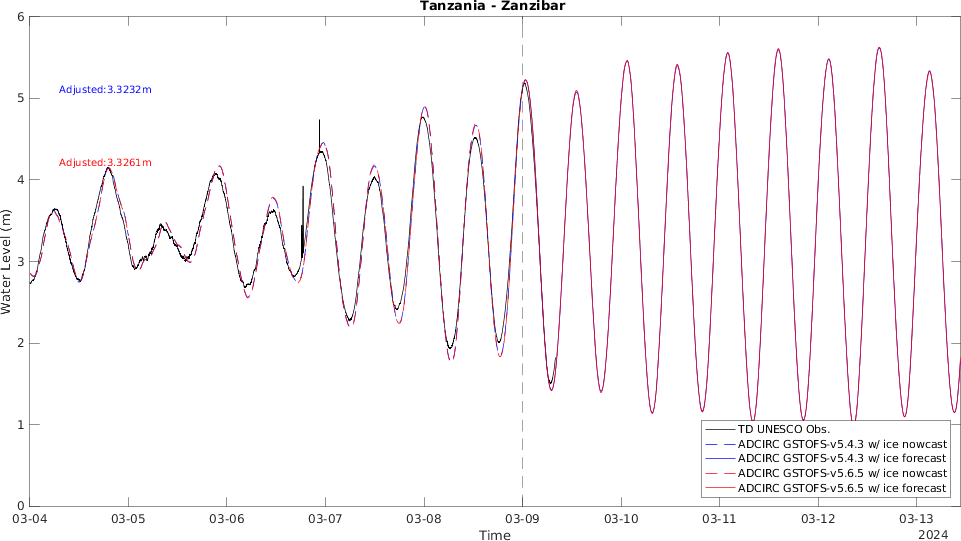 Tanzania - Zanzibar
6
5
4
3
2
1
0
Water Level (m)
Adjusted:3.3232m
Adjusted:3.3261m
TD UNESCO Obs.
ADCIRC GSTOFS-v5.4.3 w/ ice nowcast
ADCIRC GSTOFS-v5.4.3 w/ ice forecast
ADCIRC GSTOFS-v5.6.5 w/ ice nowcast
ADCIRC GSTOFS-v5.6.5 w/ ice forecast
03-04 03-05 03-06 03-07 03-08 03-09 03-10 03-11 03-12 03-13
Time
2024